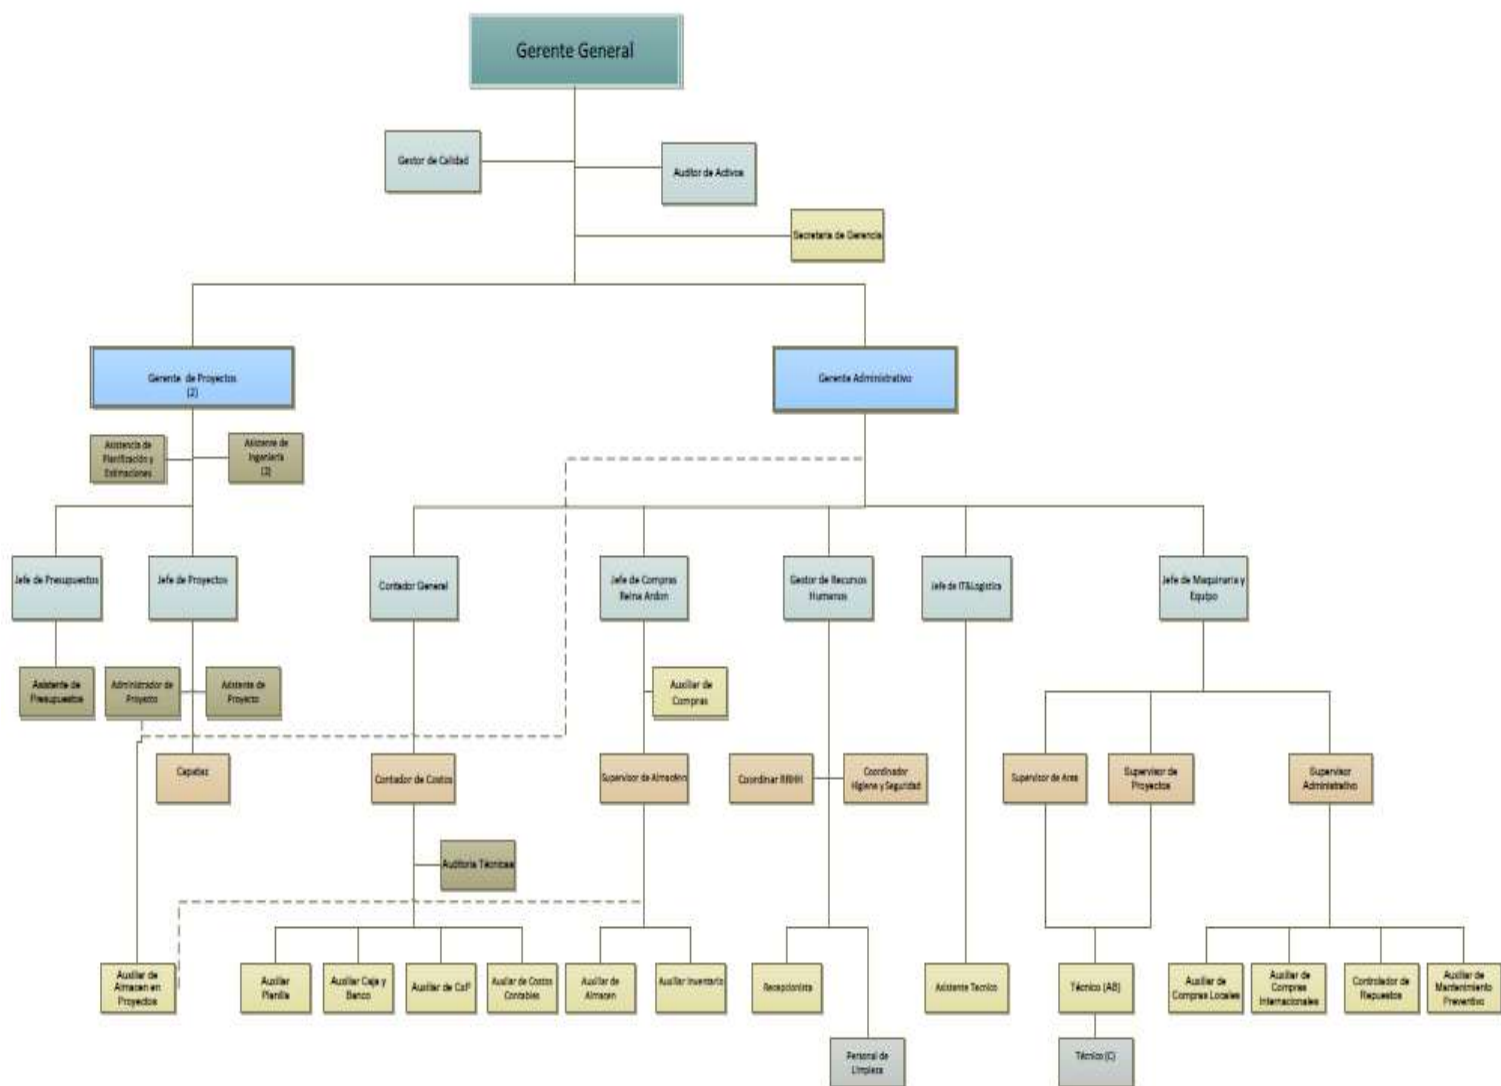 Gerente General
Gestor de Calidad
Auditor de Activos
Secretaria de Gerencia
Gerente de Proyectos
(2)
Gerente Administrativo
Asistencia de
Planificación y
Estimaciones
Asistente de
Ingeniería
Jefe de Presupuestos
Jefe de Proyectos
Contador General
Jefe de Compras
Reina Ardon
Gestor de Recursos
Humanos
Jefe de IT&Logistica
Jefe de Maquinaria y
Equipo
Asistente de
Presupuestos
Administrador de
Proyecto
Asistente de
Proyecto
Auxiliar de
Compras
Capataz
Contador de Costos
Supervisor de Almacén
Coordinar RRHH
Coordinador
Higiene y Seguridad
Supervisor de Area
Supervisor de
Proyectos
Supervisor
Administrativo
Auditoria Técnicas
Auxiliar de
Almacen en
Proyectos
Auxiliar
Planilla
Auxiliar Caja y
Banco
Auxiliar de CxP
Auxiliar de Costos
Contables
Auxiliar de
Almacen
Auxiliar Inventario
Recepcionista
Asistente Tecnico
Técnico (AB)
Auxiliar de
Compras Locales
Auxiliar de
Compras
Internacionales
Controlador de
Repuestos
Auxiliar de
Mantenimiento
Preventivo
Personal de
Limpieza
Técnico (C)